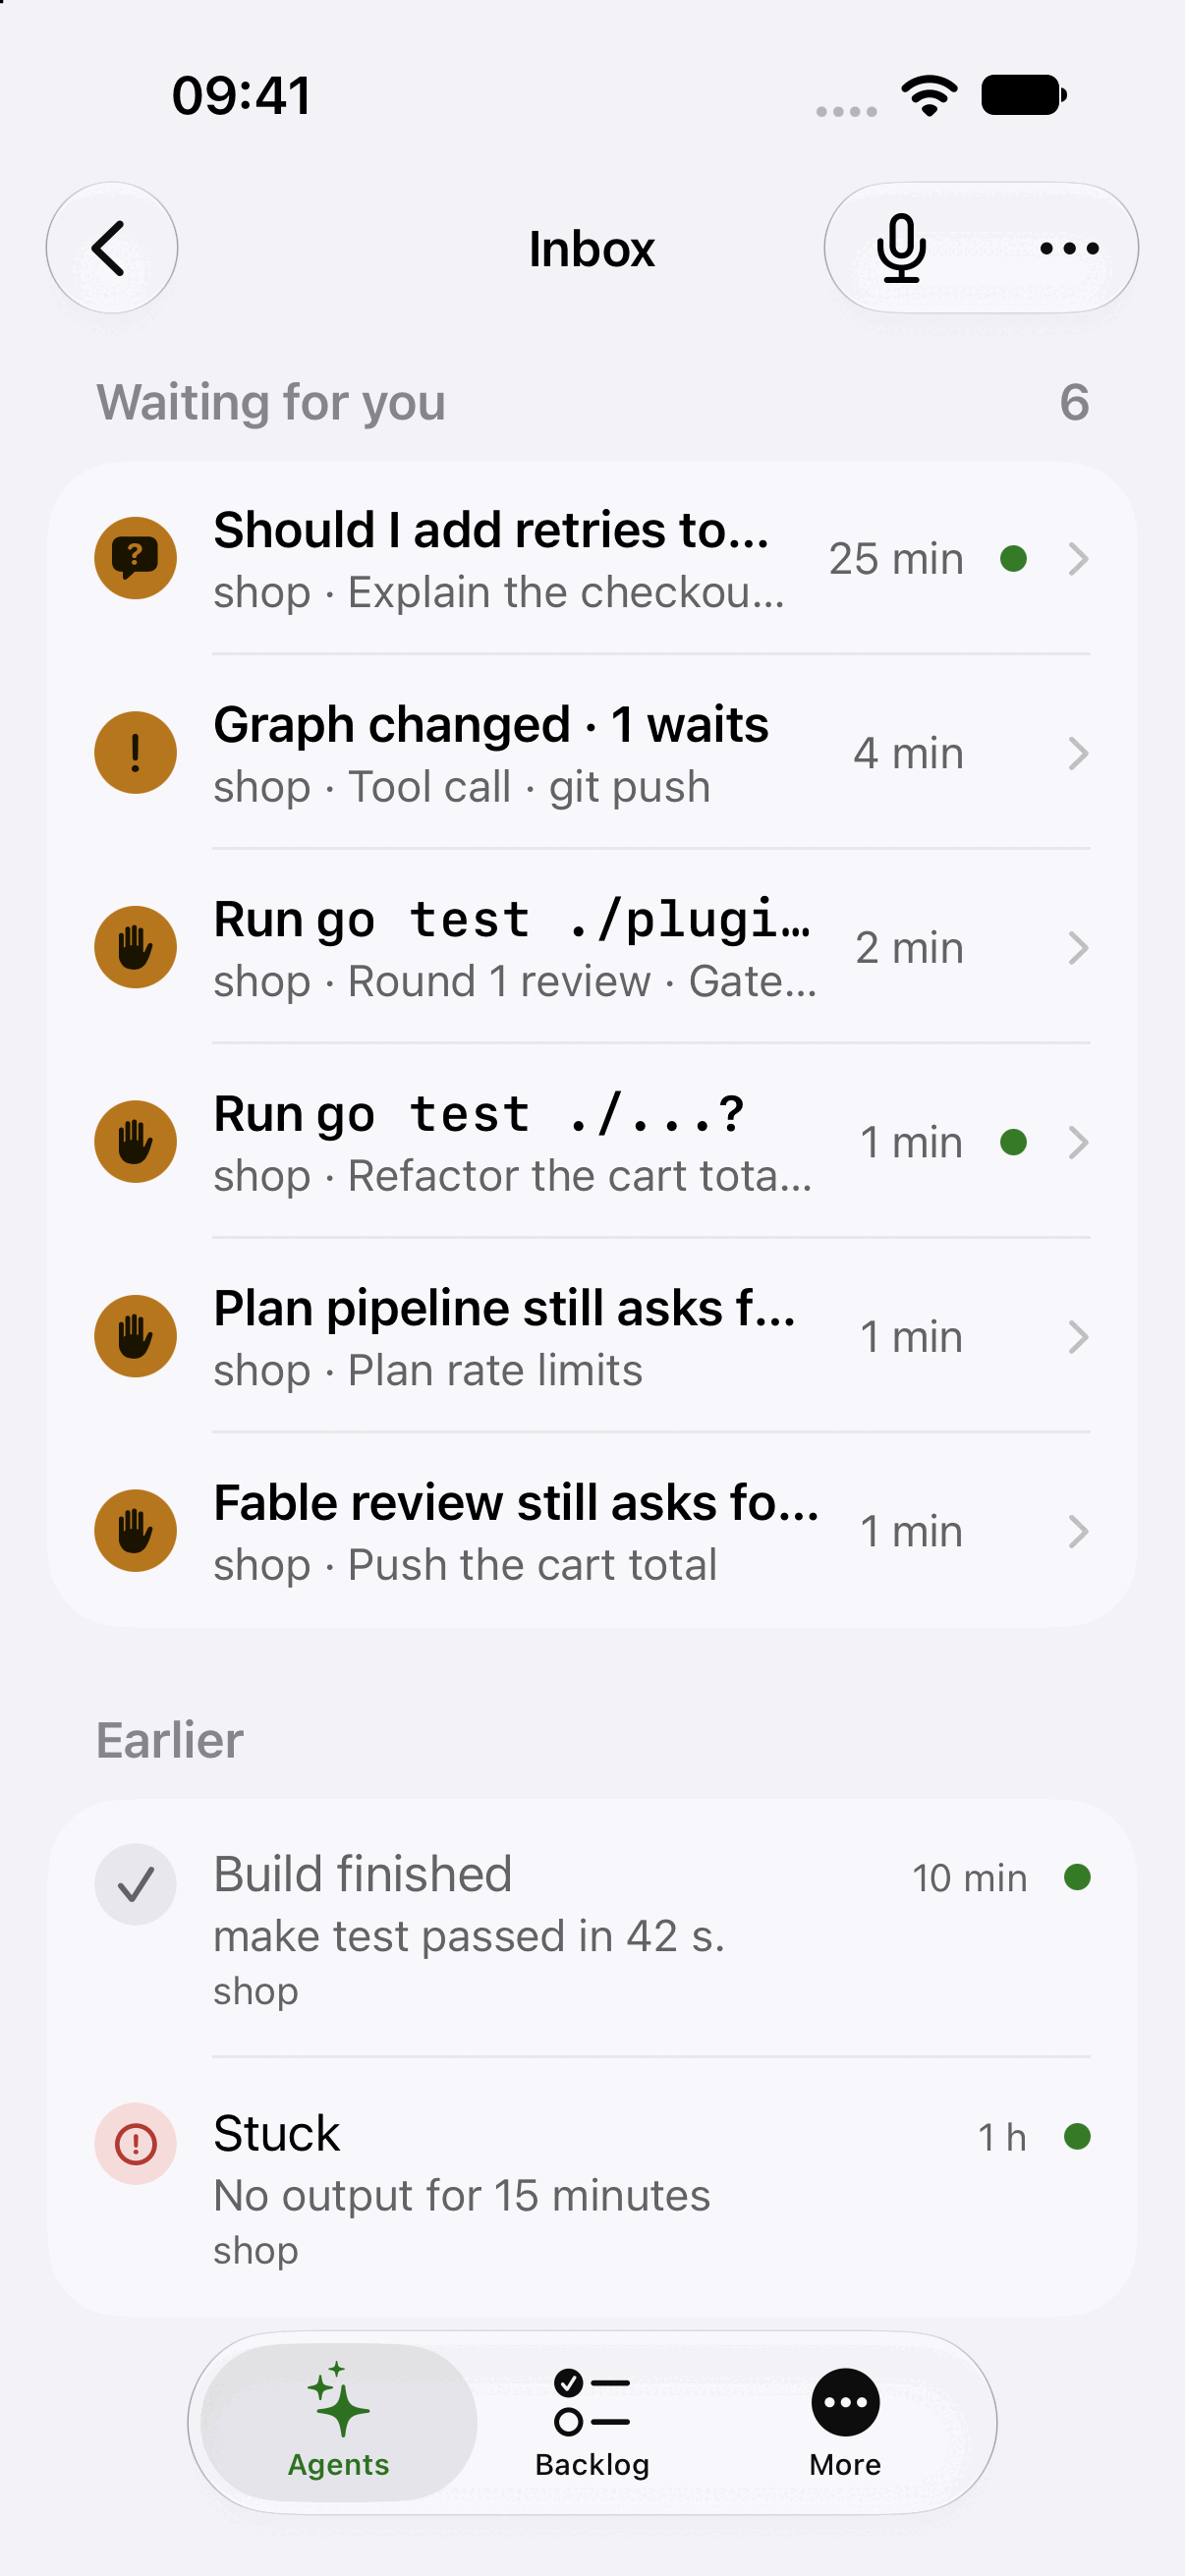 09:41
Inbox
Waiting for you 6
Should I add retries to...
25 min
shop · Explain the checkou...
Graph changed · 1 waits
4 min
shop · Tool call · git push
Run go test ./plugi…
2 min
shop · Round 1 review · Gate...
Run go test ./...?
1 min
shop · Refactor the cart tota...
Plan pipeline still asks f...
1 min
shop · Plan rate limits
Fable review still asks fo...
1 min
shop · Push the cart total
Earlier
Build finished 10 min
make test passed in 42 s.
shop
Stuck 1 h
No output for 15 minutes
shop
Agents Backlog More